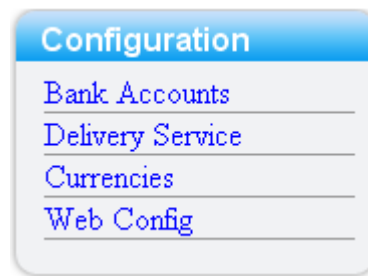 Configuration
Bank Accounts
Delivery Service
Currencies
Web Config